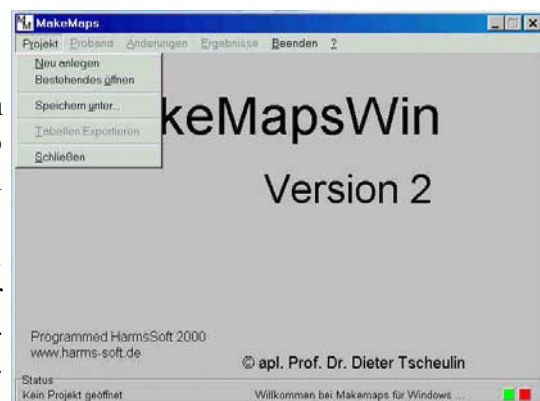 MakeMaps
Projekt Proband Änderungen Ergebnisse Beenden ?
Neu anlegen
Bestehendes öffnen
Speichern unter...
Tabellen Exportieren
Schließen
keMapsWin
Version 2
Programmed HarmsSoft 2000
www.harms-soft.de
© apl. Prof. Dr. Dieter Tscheulin
Status
Kein Projekt geöffnet Willkommen bei Makemaps für Windows ...